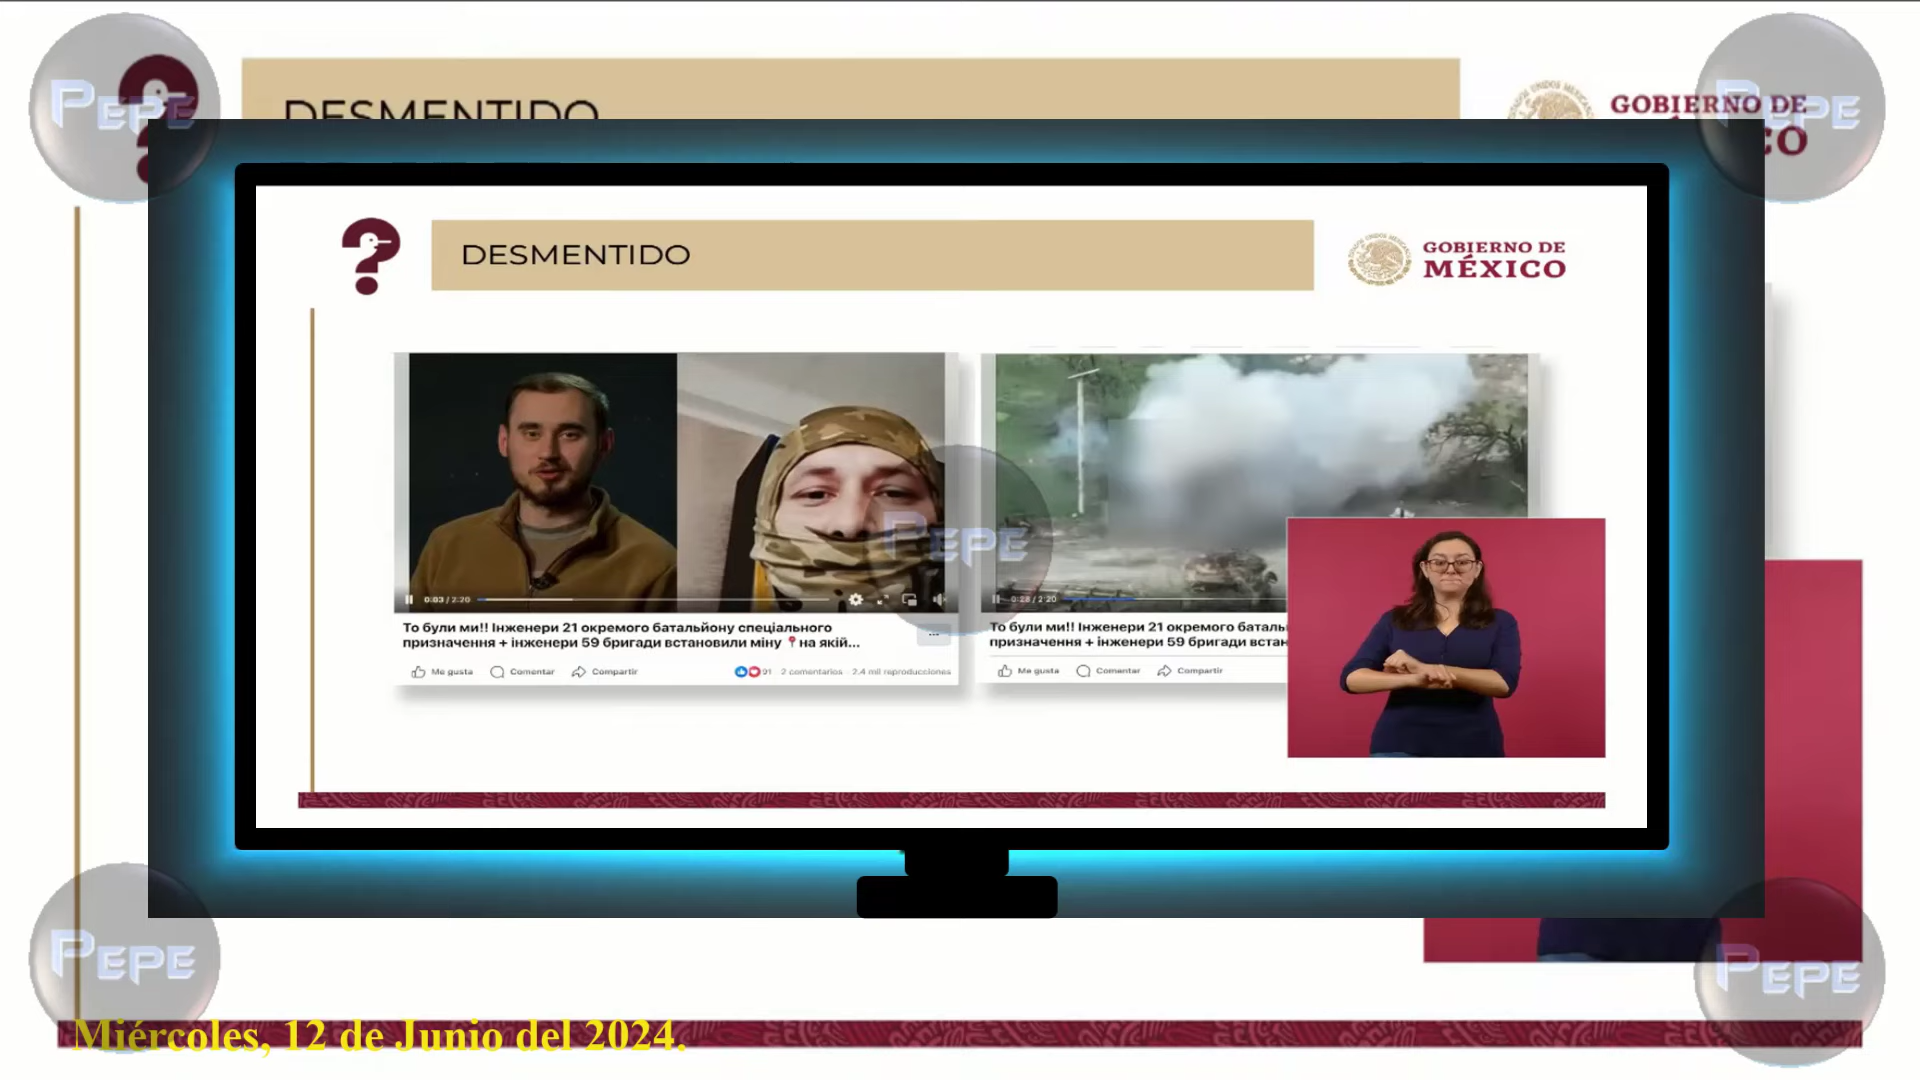 PEPE
PEPE
DESMENTIDO
GOBIERNO DE
DESMENTIDO
GOBIERNO DE
MÉXICO
PEPE
0:03 / 2:20
0:28 / 2:20
То були ми!! Інженери 21 окремого батальйону спеціального
призначення + інженери 59 бригади встановили міну 📍на якій...
Me gusta Comentar Compartir 91 2 comentarios 2.4 mil reproducciones
То були ми!! Інженери 21 окремого баталь
призначення + інженери 59 бригади встан
Me gusta Comentar Compartir
PEPE
PEPE
Miércoles, 12 de Junio del 2024.